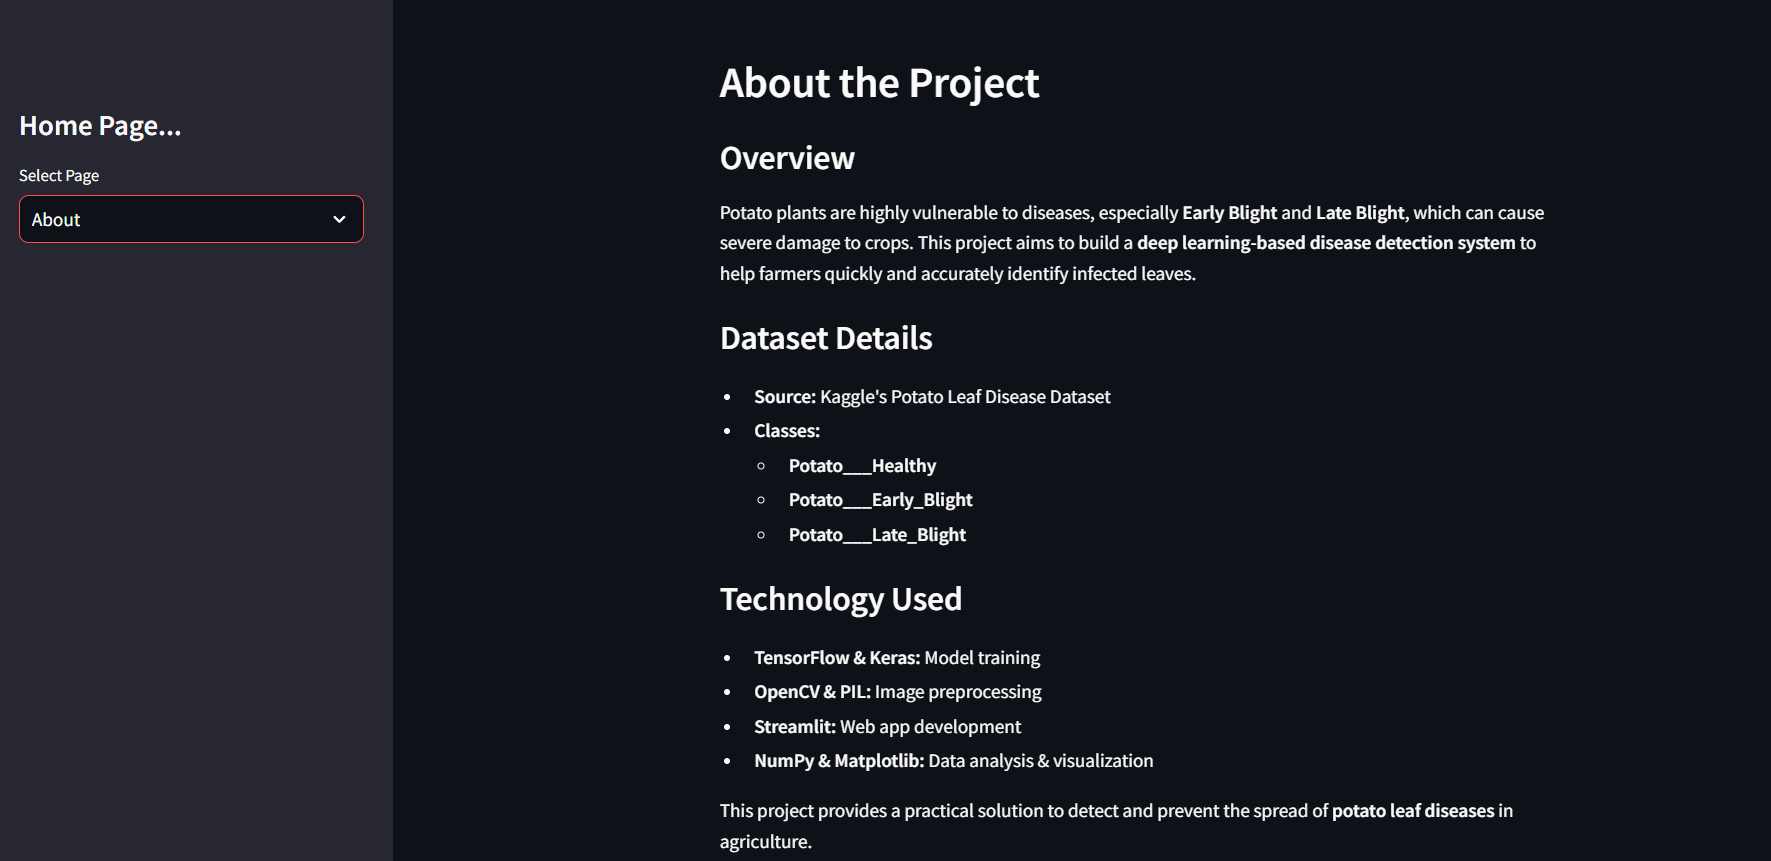 Home Page...
Select Page
About
About the Project
Overview
Potato plants are highly vulnerable to diseases, especially Early Blight and Late Blight, which can cause
severe damage to crops. This project aims to build a deep learning-based disease detection system to
help farmers quickly and accurately identify infected leaves.
Dataset Details
• Source: Kaggle's Potato Leaf Disease Dataset
• Classes:
◦ Potato___Healthy
◦ Potato___Early_Blight
◦ Potato___Late_Blight
Technology Used
• TensorFlow & Keras: Model training
• OpenCV & PIL: Image preprocessing
• Streamlit: Web app development
• NumPy & Matplotlib: Data analysis & visualization
This project provides a practical solution to detect and prevent the spread of potato leaf diseases in
agriculture.